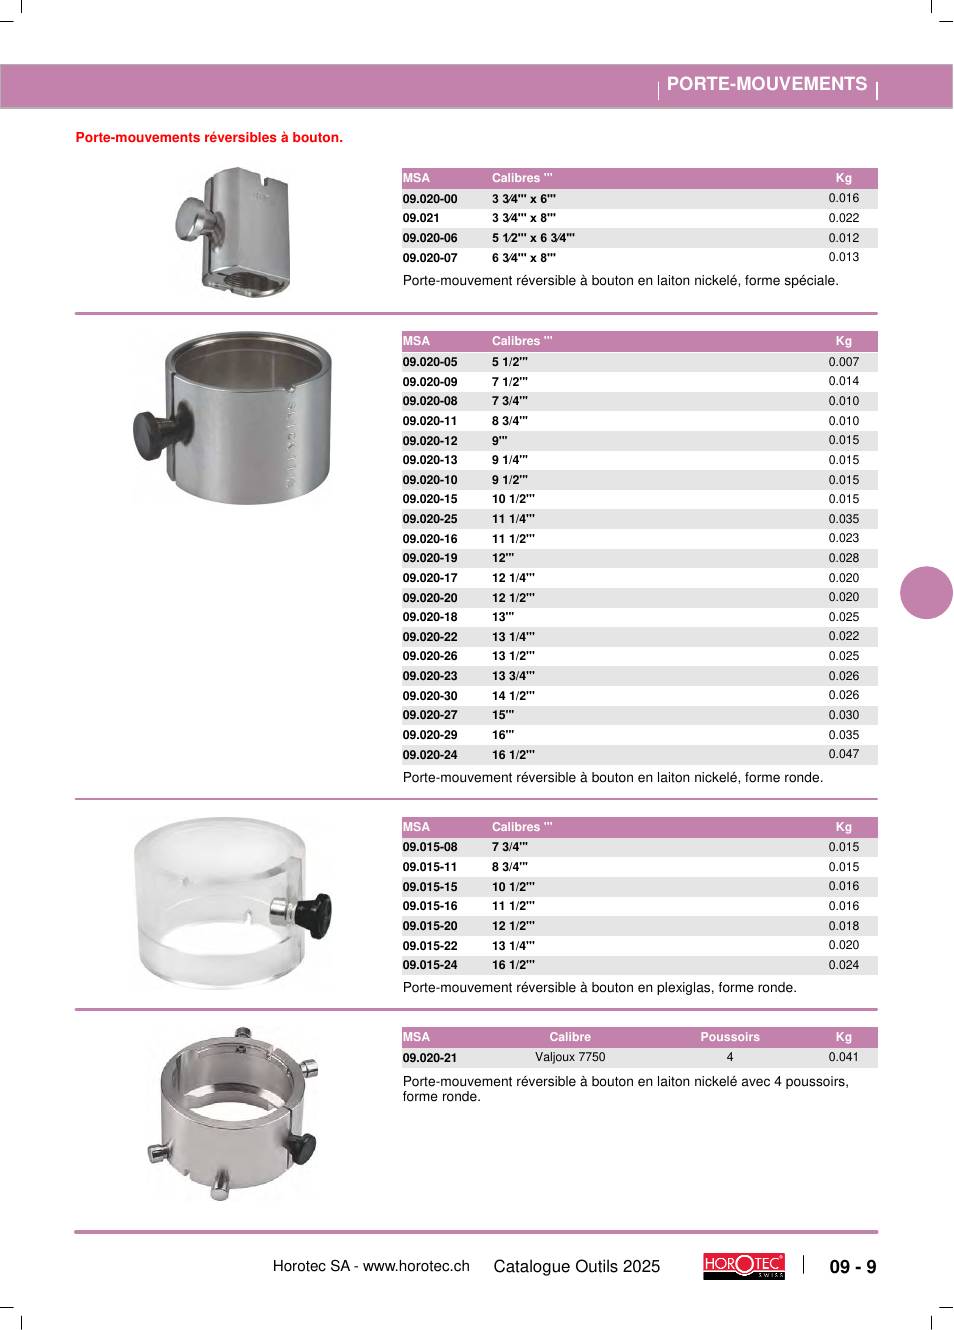 PORTE-MOUVEMENTS
Porte-mouvements réversibles à bouton.
MSA Calibres ''' Kg
09.020-00 3 3⁄4''' x 6''' 0.016
09.021 3 3⁄4''' x 8''' 0.022
09.020-06 5 1⁄2''' x 6 3⁄4''' 0.012
09.020-07 6 3⁄4''' x 8''' 0.013
Porte-mouvement réversible à bouton en laiton nickelé, forme spéciale.
MSA Calibres ''' Kg
09.020-05 5 1/2''' 0.007
09.020-09 7 1/2''' 0.014
09.020-08 7 3/4''' 0.010
09.020-11 8 3/4''' 0.010
09.020-12 9''' 0.015
09.020-13 9 1/4''' 0.015
09.020-10 9 1/2''' 0.015
09.020-15 10 1/2''' 0.015
09.020-25 11 1/4''' 0.035
09.020-16 11 1/2''' 0.023
09.020-19 12''' 0.028
09.020-17 12 1/4''' 0.020
09.020-20 12 1/2''' 0.020
09.020-18 13''' 0.025
09.020-22 13 1/4''' 0.022
09.020-26 13 1/2''' 0.025
09.020-23 13 3/4''' 0.026
09.020-30 14 1/2''' 0.026
09.020-27 15''' 0.030
09.020-29 16''' 0.035
09.020-24 16 1/2''' 0.047
Porte-mouvement réversible à bouton en laiton nickelé, forme ronde.
MSA Calibres ''' Kg
09.015-08 7 3/4''' 0.015
09.015-11 8 3/4''' 0.015
09.015-15 10 1/2''' 0.016
09.015-16 11 1/2''' 0.016
09.015-20 12 1/2''' 0.018
09.015-22 13 1/4''' 0.020
09.015-24 16 1/2''' 0.024
Porte-mouvement réversible à bouton en plexiglas, forme ronde.
MSA Calibre Poussoirs Kg
09.020-21 Valjoux 7750 4 0.041
Porte-mouvement réversible à bouton en laiton nickelé avec 4 poussoirs,
forme ronde.
Horotec SA - www.horotec.ch Catalogue Outils 2025 HOROTEC SWISS 09 - 9